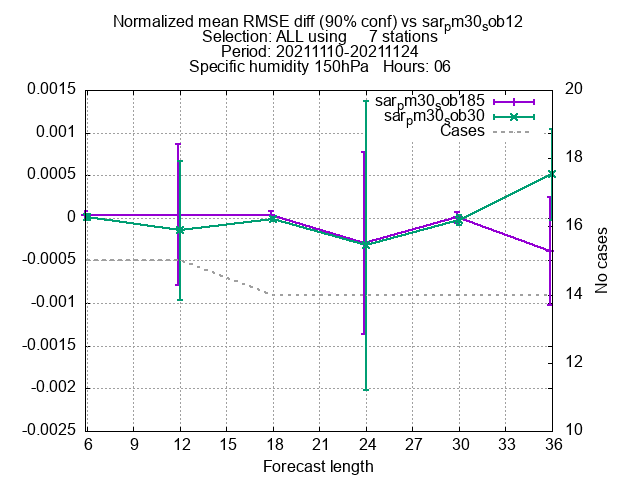 Normalized mean RMSE diff (90% conf) vs sarpm30sob12
Selection: ALL using 7 stations
Period: 20211110-20211124
Specific humidity 150hPa Hours: 06
sarpm30sob185
sarpm30sob30
Cases
0.0015
0.001
0.0005
0
-0.0005
-0.001
-0.0015
-0.002
-0.0025
20
18
16
14
12
10
No cases
6 9 12 15 18 21 24 27 30 33 36
Forecast length